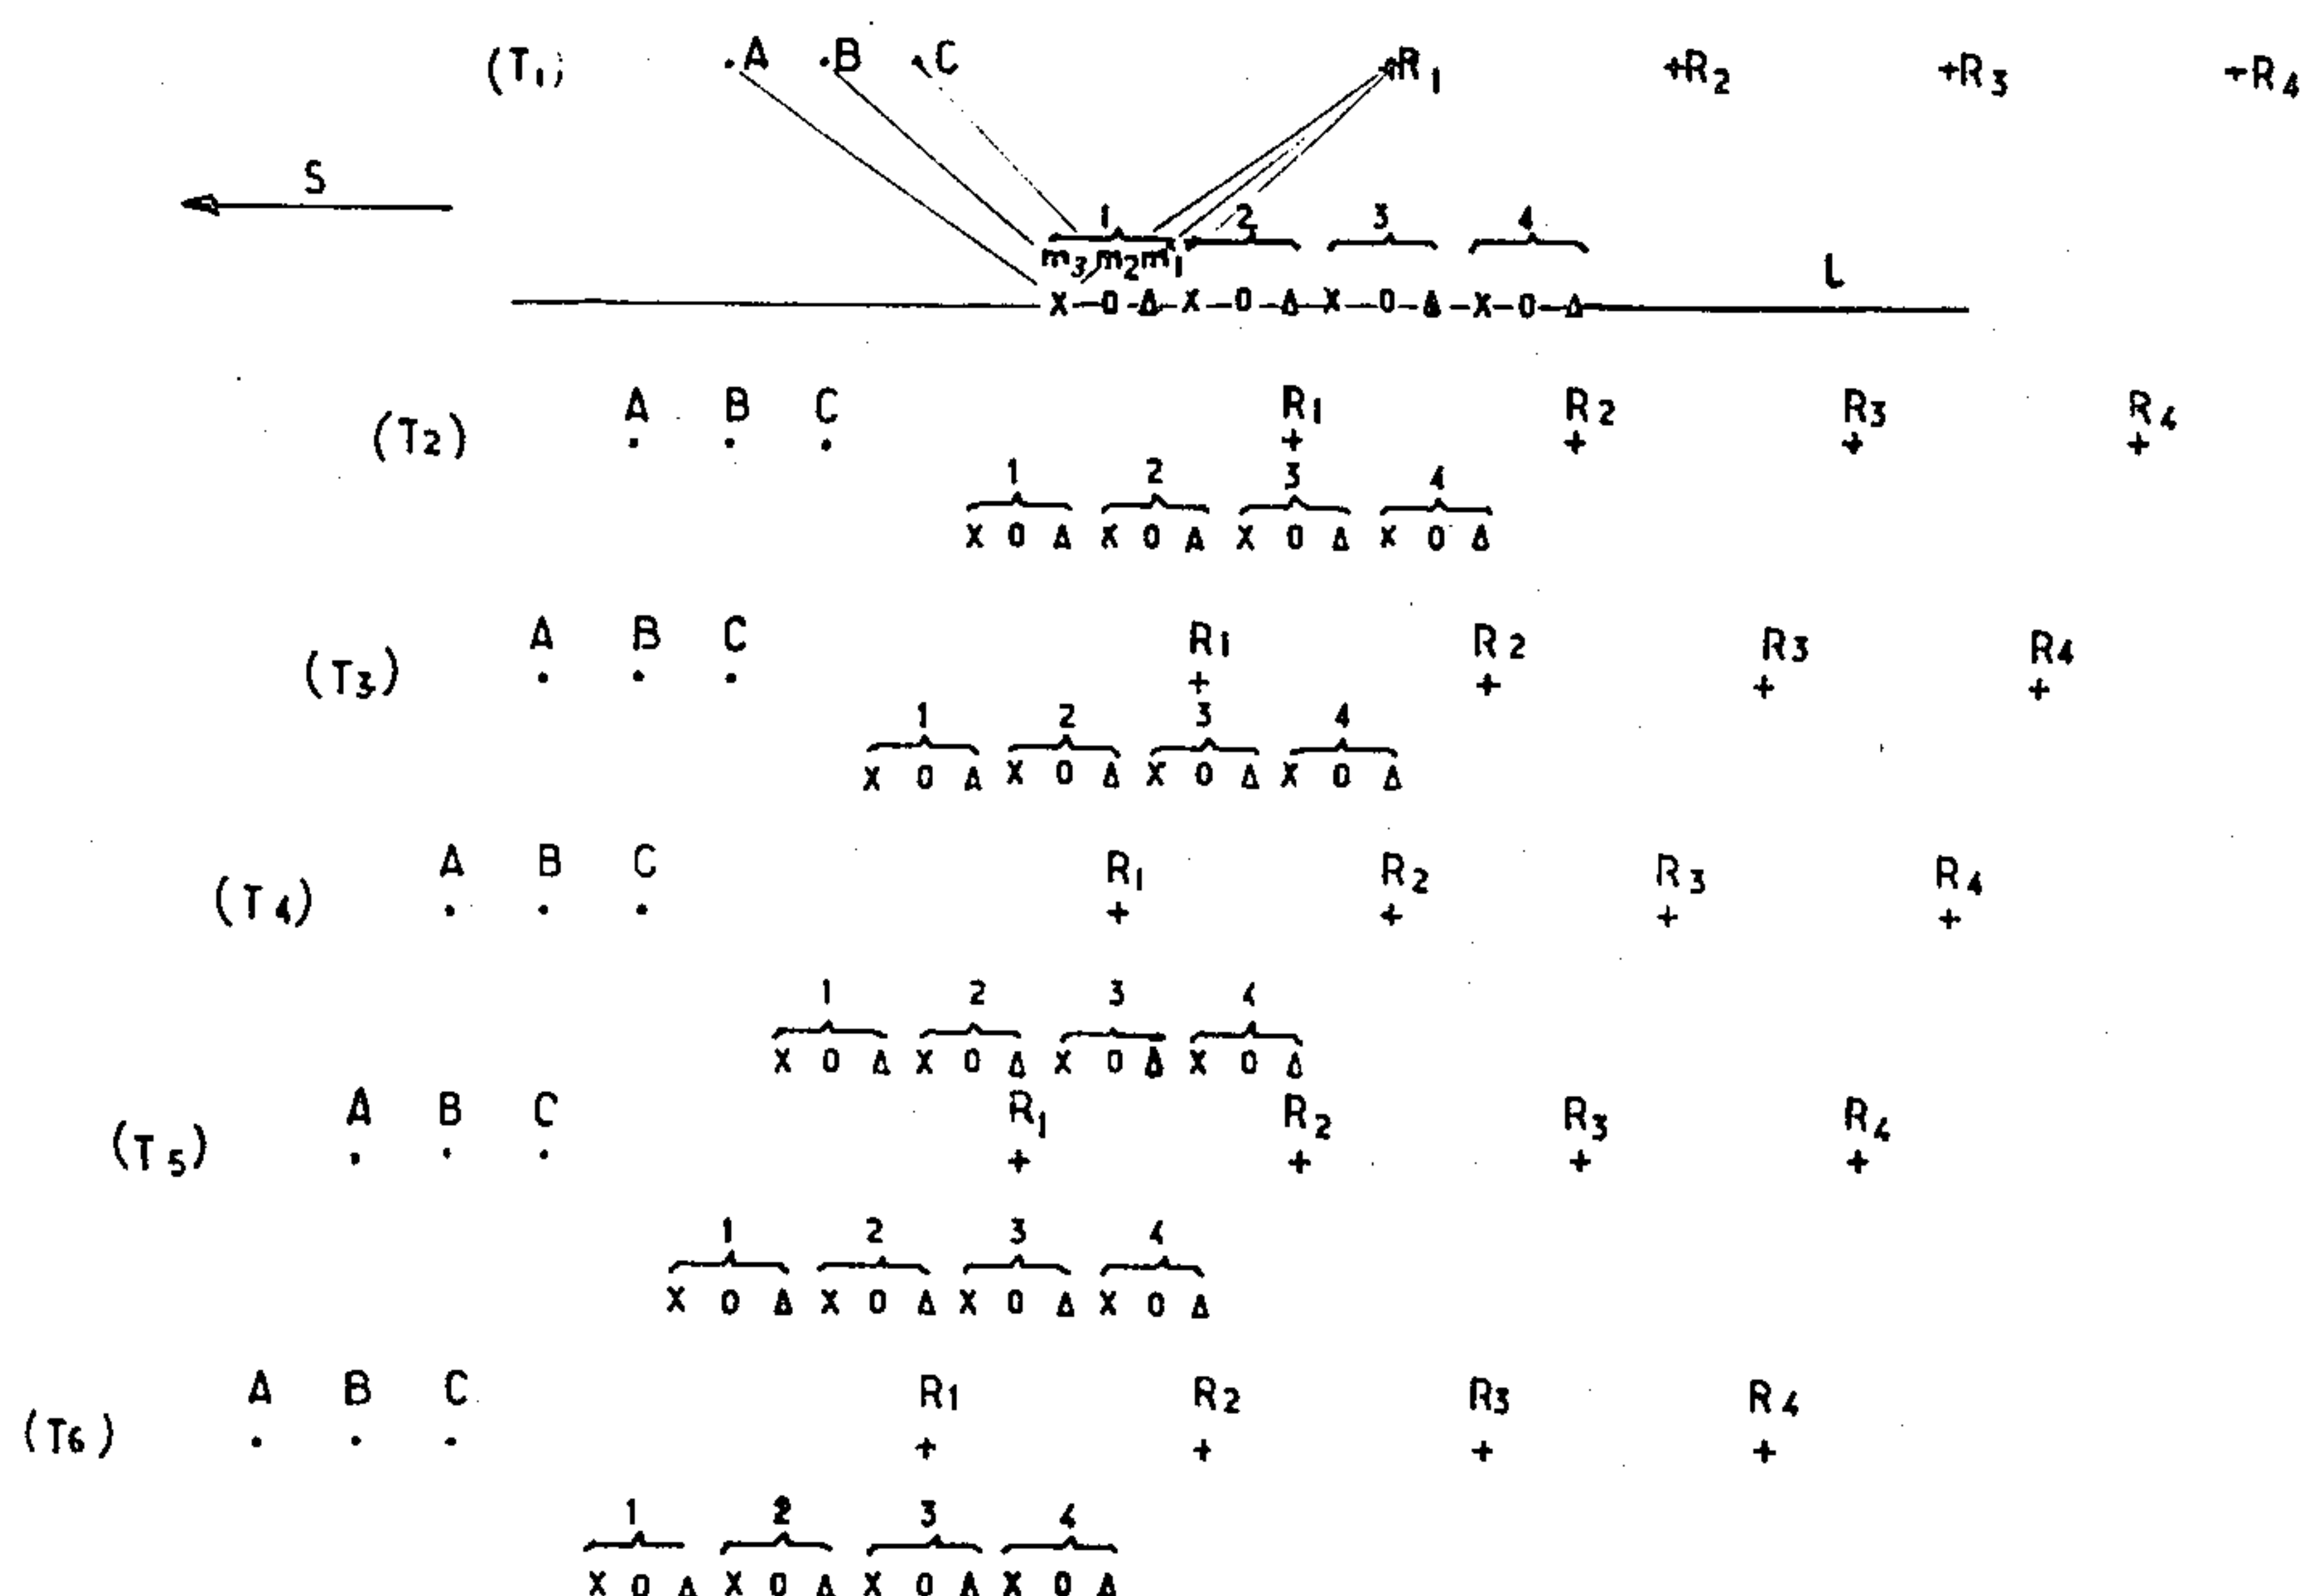 (T1) .A .B .C +R1 +R2 +R3 +R4
S
1 2 3 4
m3 m2 m1
L
X-O-Δ-X-O-Δ-X-O-Δ-X-O-Δ
A B C R1 R2 R3 R4
(T2) . . . + + + +
1 2 3 4
X O Δ X O Δ X O Δ X O Δ
A B C R1 R2 R3 R4
(T3) . . . + + + +
1 2 3 4
X O Δ X O Δ X O Δ X O Δ
A B C R1 R2 R3 R4
(T4) . . . + + + +
1 2 3 4
X O Δ X O Δ X O Δ X O Δ
A B C R1 R2 R3 R4
(T5) . . . + + + +
1 2 3 4
X O Δ X O Δ X O Δ X O Δ
A B C R1 R2 R3 R4
(T6) . . . + + + +
1 2 3 4
X O Δ X O Δ X O Δ X O Δ